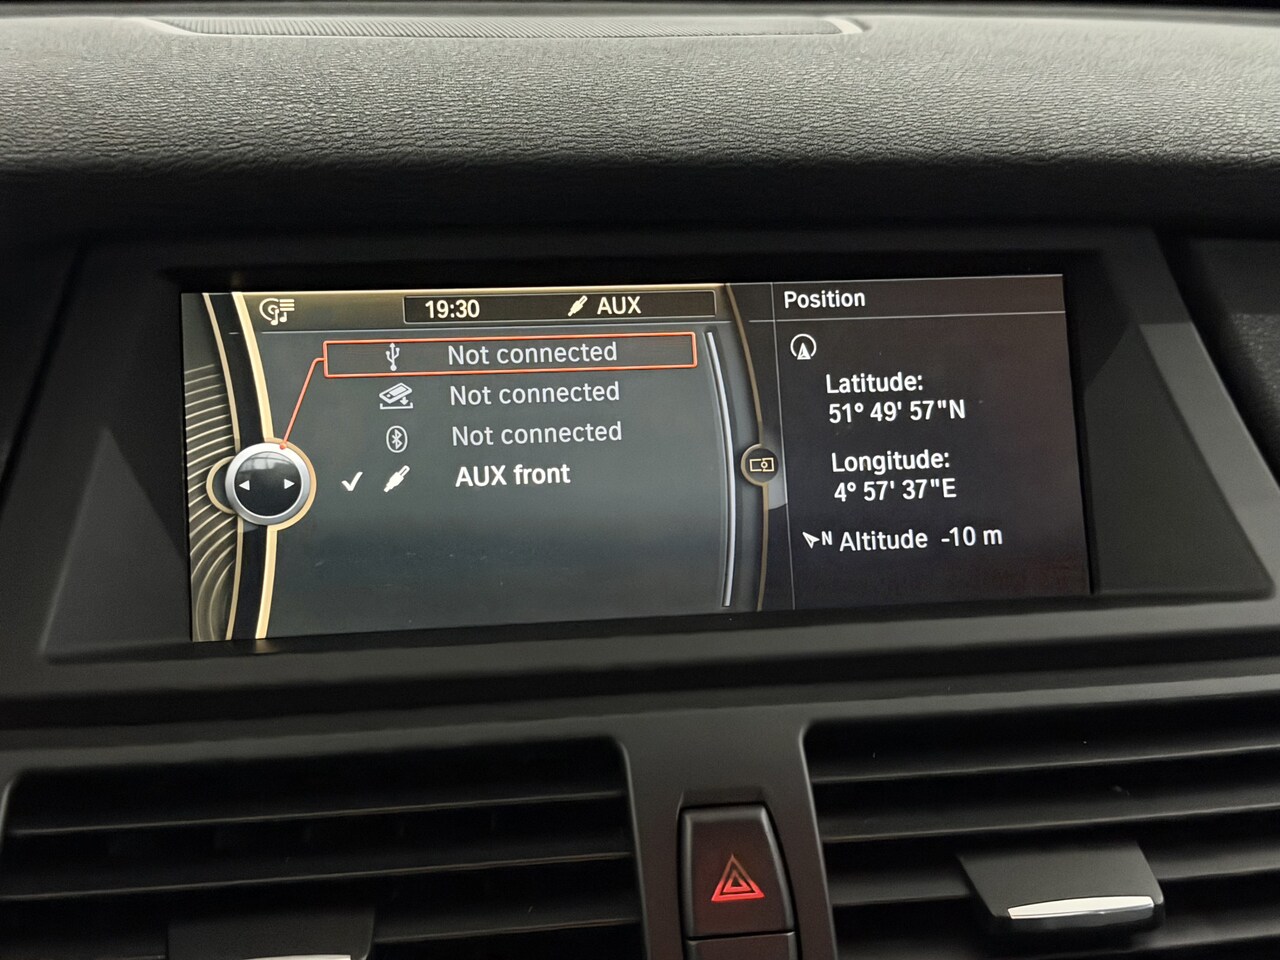 19:30 AUX
Not connected
Not connected
Not connected
AUX front
Position
Latitude:
51° 49' 57"N
Longitude:
4° 57' 37"E
N Altitude -10 m